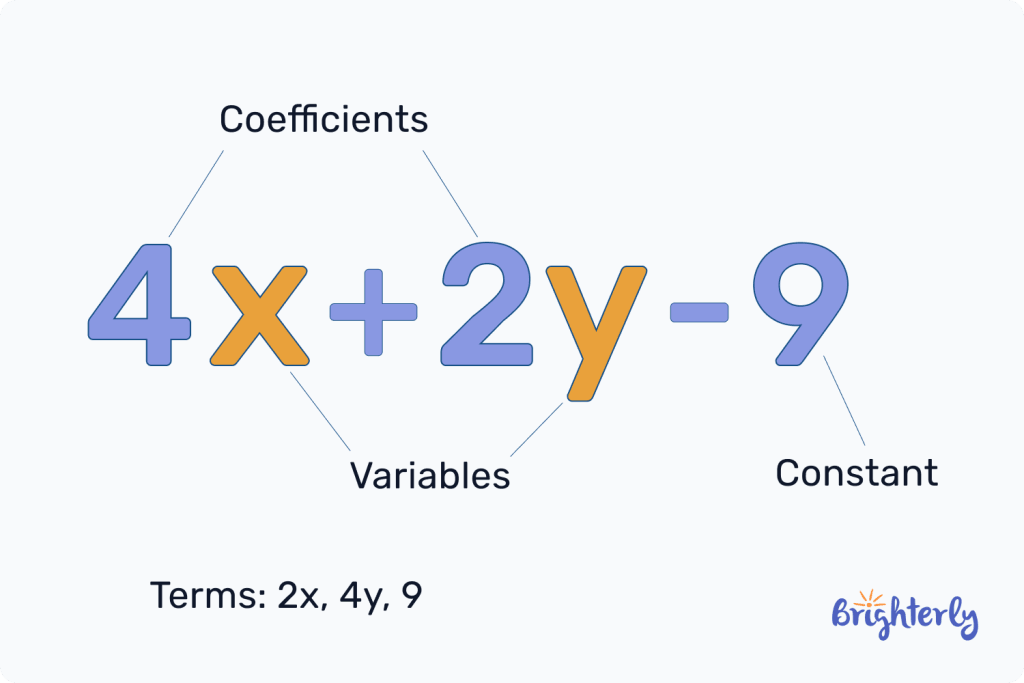 Coefficients
4x+2y-9
Variables
Constant
Terms: 2x, 4y, 9
Brighterly